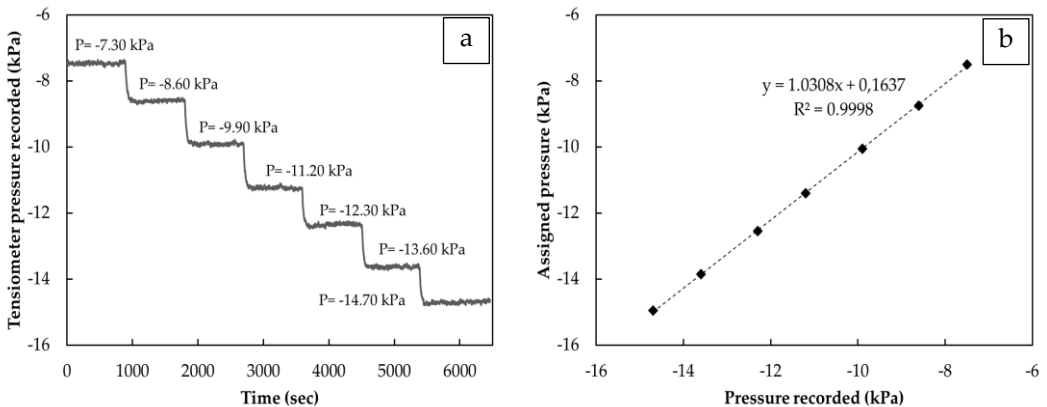 a
Tensiometer pressure recorded (kPa)
-6
-8
-10
-12
-14
-16
P= -7.30 kPa
P= -8.60 kPa
P= -9.90 kPa
P= -11.20 kPa
P= -12.30 kPa
P= -13.60 kPa
P= -14.70 kPa
0 1000 2000 3000 4000 5000 6000
Time (sec)
b
Assigned pressure (kPa)
-6
-8
-10
-12
-14
-16
y = 1.0308x + 0,1637
R² = 0.9998
-16 -14 -12 -10 -8 -6
Pressure recorded (kPa)